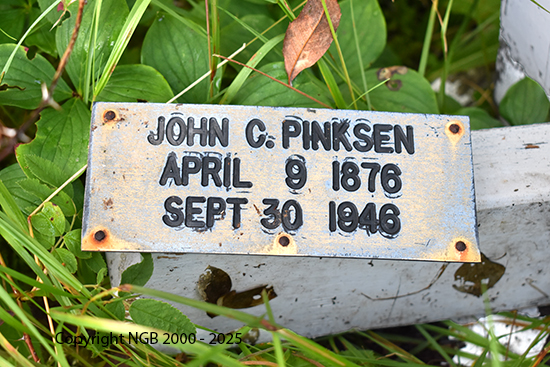 JOHN C. PINKSEN
APRIL 9 1876
SEPT 30 1946
Copyright NGB 2000 - 2025